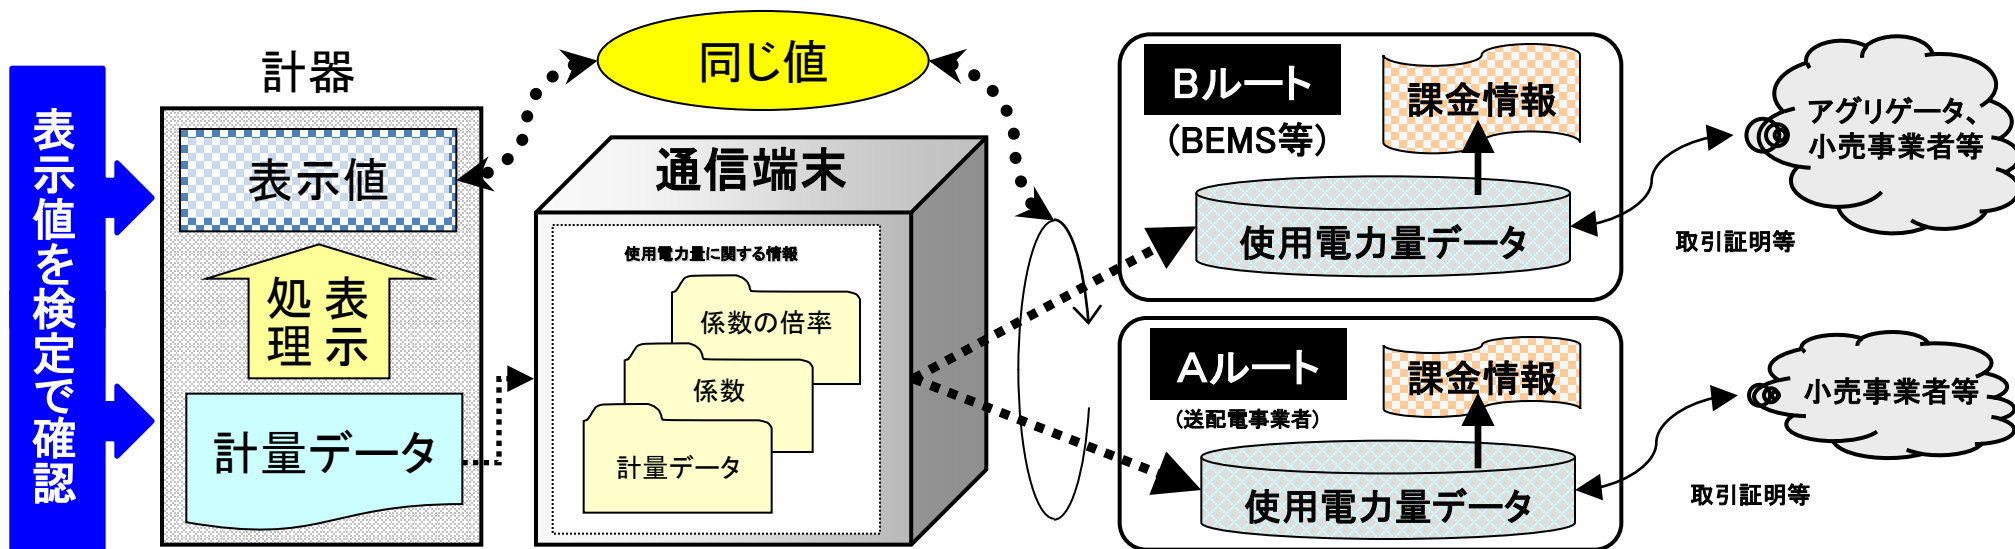 表示値を検定で確認
計器
表示値
処 表
理 示
計量データ
同じ値
通信端末
使用電力量に関する情報
係数の倍率
係数
計量データ
Bルート
(BEMS等)
課金情報
使用電力量データ
Aルート
(送配電事業者)
課金情報
使用電力量データ
アグリゲータ、
小売事業者等
取引証明等
小売事業者等
取引証明等